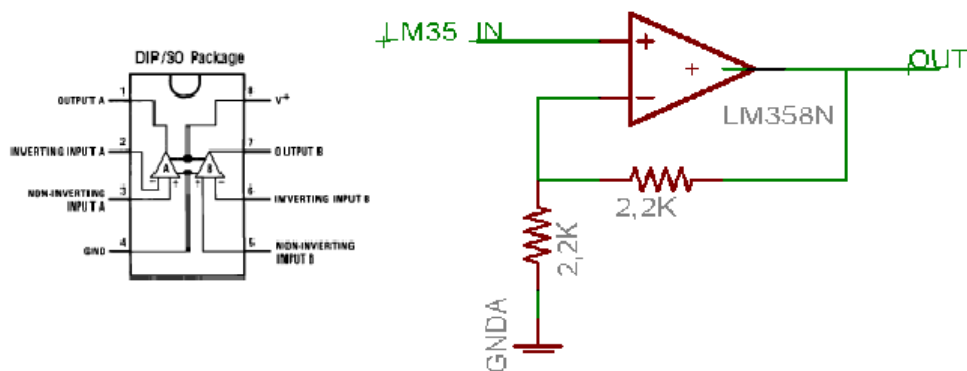 DIP/SO Package
OUTPUT A
1
8
V+
INVERTING INPUT A
2
7
OUTPUT B
NON-INVERTING
INPUT A
3
6
INVERTING INPUT B
GND
4
5
NON-INVERTING
INPUT B
A
B
- + + -
LM35_IN
+
+
-
OUT
LM358N
2,2K
2,2K
GNDA